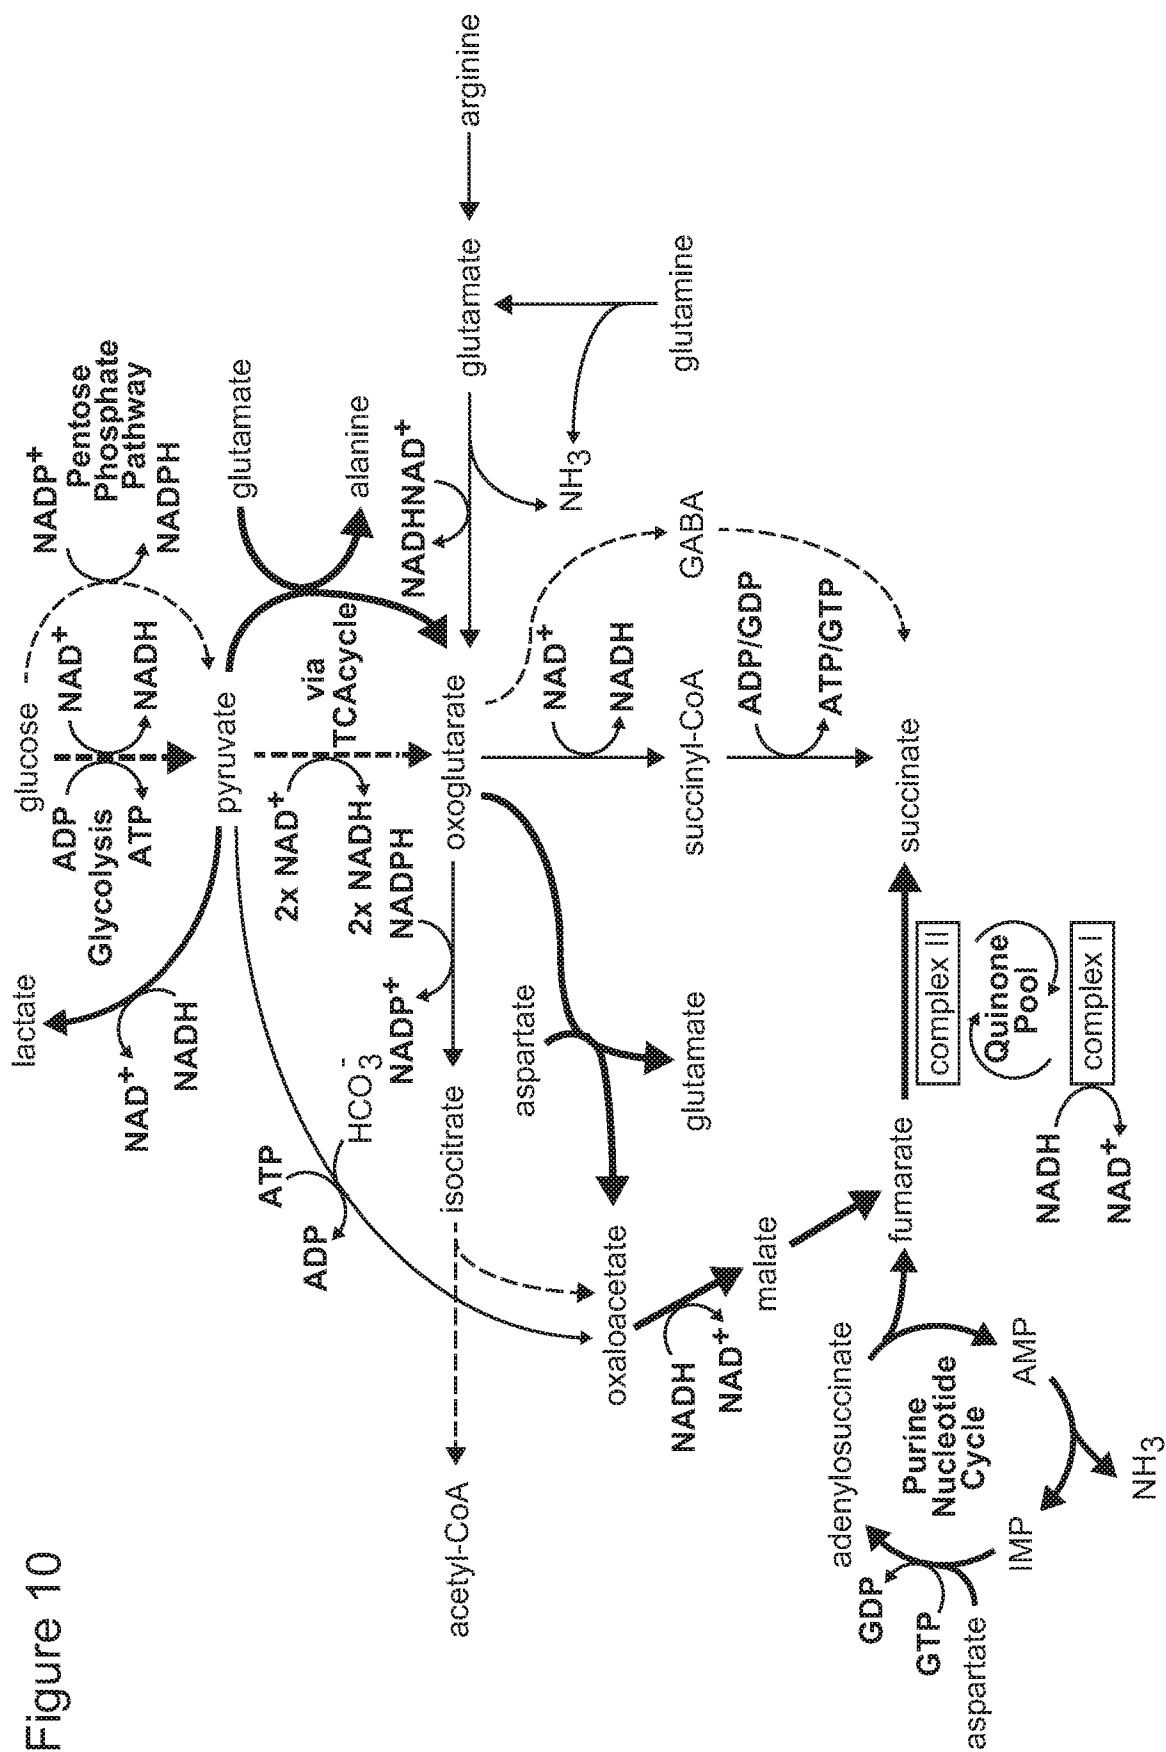 Figure 10
lactate
glucose
NADP+
ADP
NAD+
Pentose
Phosphate
Pathway
Glycolysis
ATP
NADH
NADPH
NAD+
NADH
pyruvate
glutamate
ATP
HCO3-
ADP
2x NAD+
2x NADH
via
TCAcycle
alanine
NADPH
NADP+
NADHNAD+
acetyl-CoA
isocitrate
oxoglutarate
glutamate
arginine
aspartate
NAD+
NADH
NH3
oxaloacetate
glutamate
succinyl-CoA
GABA
glutamine
NADH
NAD+
malate
ADP/GDP
ATP/GTP
adenylosuccinate
GDP
GTP
aspartate
Purine
Nucleotide
Cycle
IMP
AMP
NH3
fumarate
succinate
complex II
Quinone
Pool
complex I
NADH
NAD+